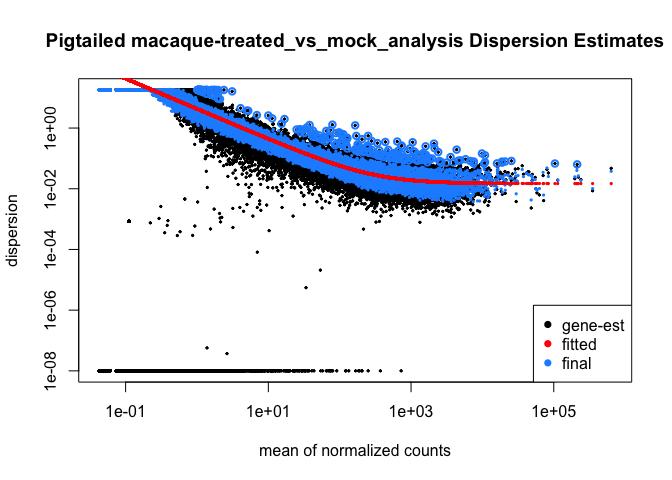 Pigtailed macaque-treated_vs_mock_analysis Dispersion Estimates
dispersion
1e+00
1e-02
1e-04
1e-06
1e-08
gene-est
fitted
final
1e-01
1e+01
1e+03
1e+05
mean of normalized counts